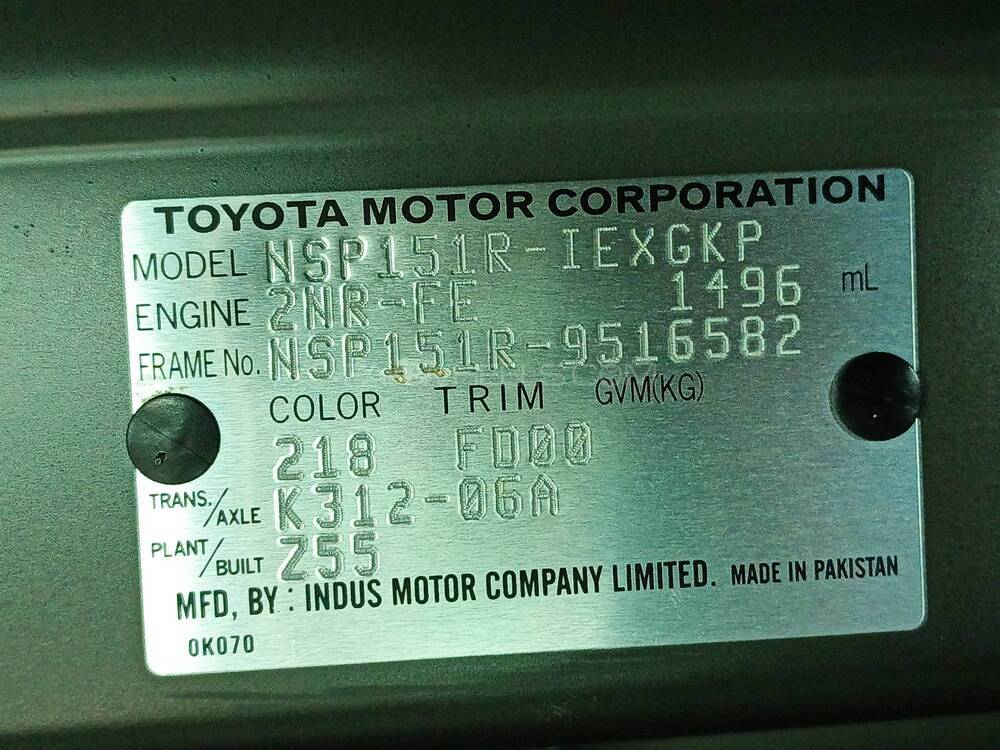 TOYOTA MOTOR CORPORATION
MODEL NSP151R-IEXGKP
ENGINE 2NR-FE 1496 mL
FRAME No. NSP151R-9516582
COLOR TRIM GVM(KG)
218 FD00
TRANS./AXLE K312-06A
PLANT/BUILT Z55
MFD, BY : INDUS MOTOR COMPANY LIMITED. MADE IN PAKISTAN
0K070